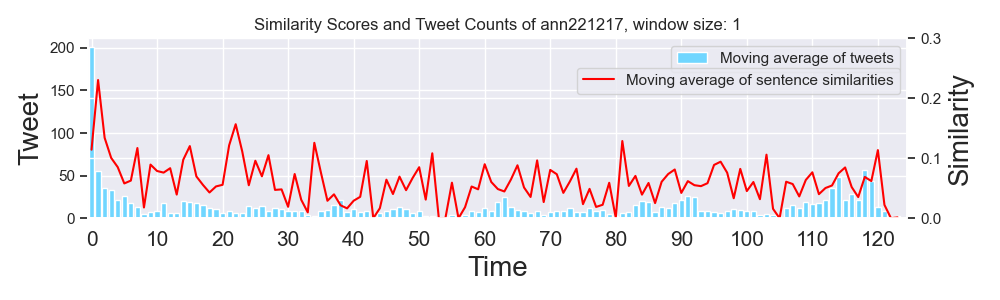 Similarity Scores and Tweet Counts of ann221217, window size: 1
Tweet
200
150
100
50
0
Moving average of tweets
Moving average of sentence similarities
0.3
0.2
0.1
0.0
Similarity
0 10 20 30 40 50 60 70 80 90 100 110 120
Time